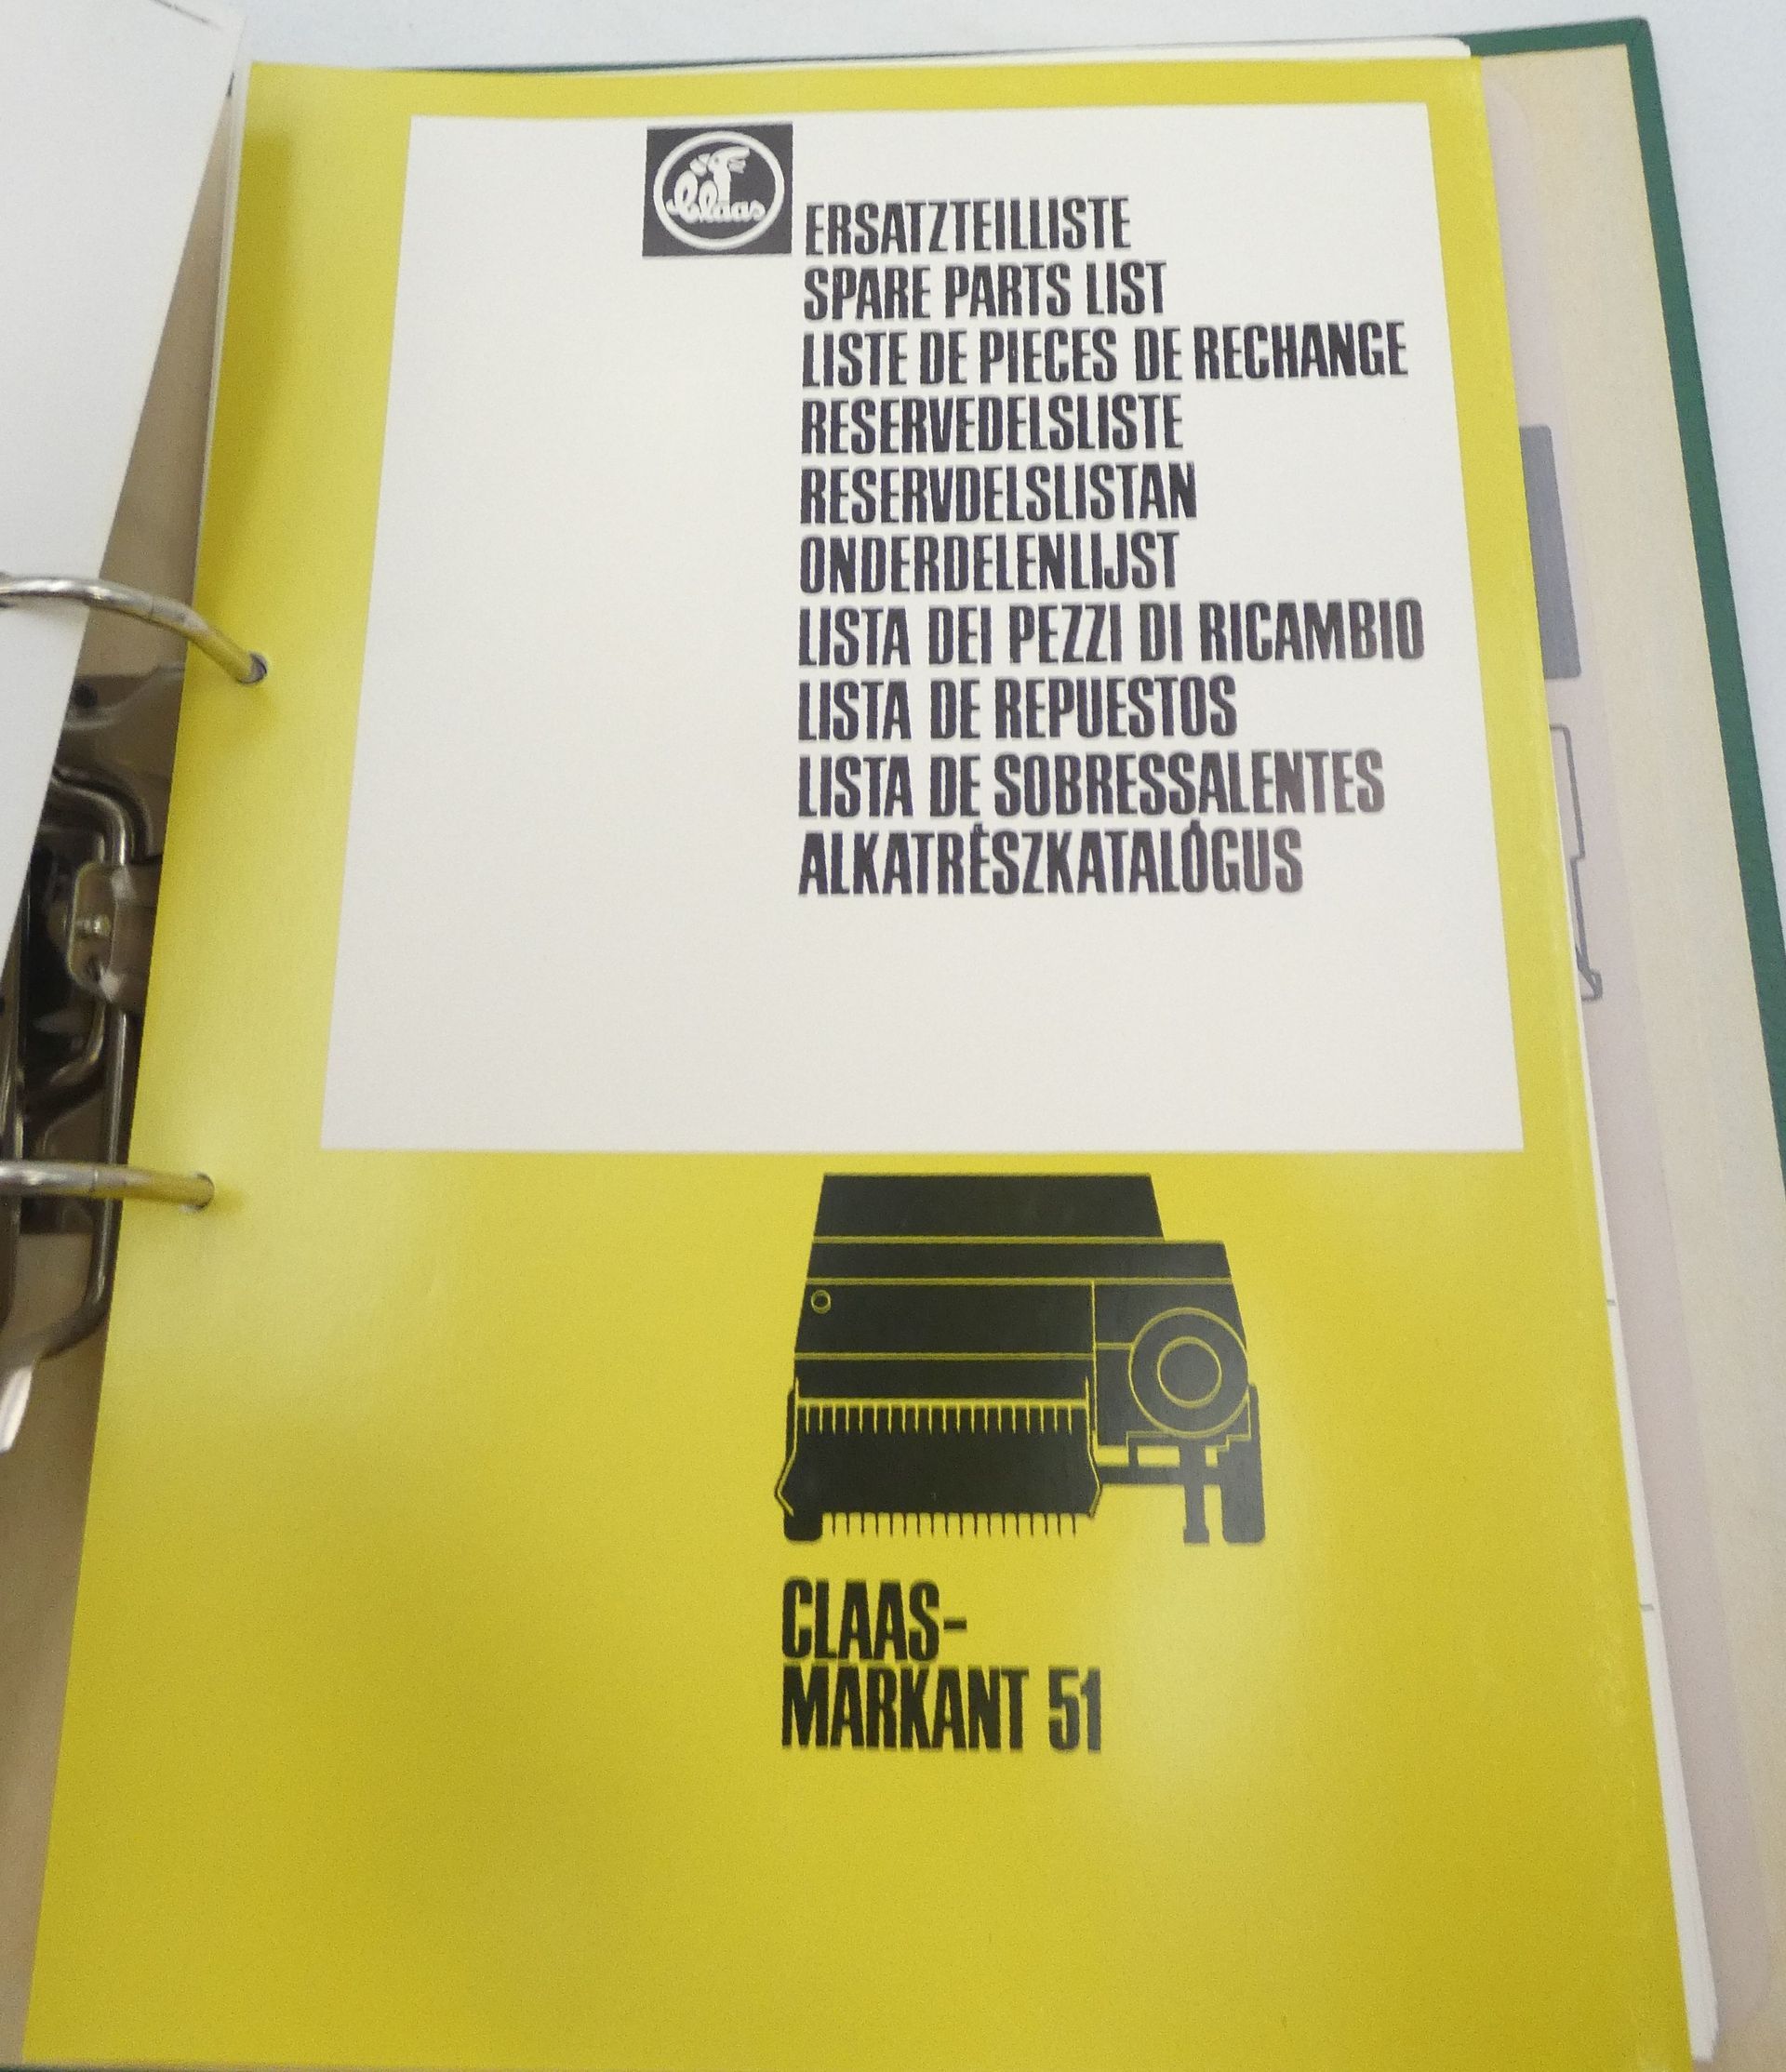 Claas
ERSATZTEILLISTE
SPARE PARTS LIST
LISTE DE PIECES DE RECHANGE
RESERVEDELSLISTE
RESERVDELSLISTAN
ONDERDELENLIJST
LISTA DEI PEZZI DI RICAMBIO
LISTA DE REPUESTOS
LISTA DE SOBRESSALENTES
ALKATRÉSZKATALÓGUS
CLAAS-
MARKANT 51